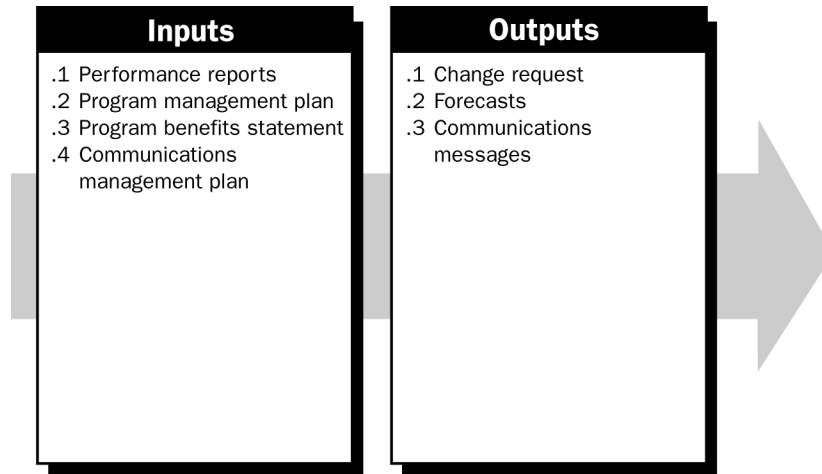 Inputs
.1 Performance reports
.2 Program management plan
.3 Program benefits statement
.4 Communications
management plan
Outputs
.1 Change request
.2 Forecasts
.3 Communications
messages